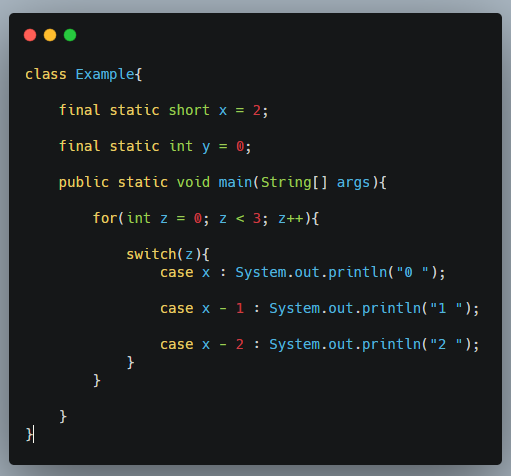 class Example{
final static short x = 2;
final static int y = 0;
public static void main(String[] args){
for(int z = 0; z < 3; z++){
switch(z){
case x : System.out.println("0 ");
case x - 1 : System.out.println("1 ");
case x - 2 : System.out.println("2 ");
}
}
}
}